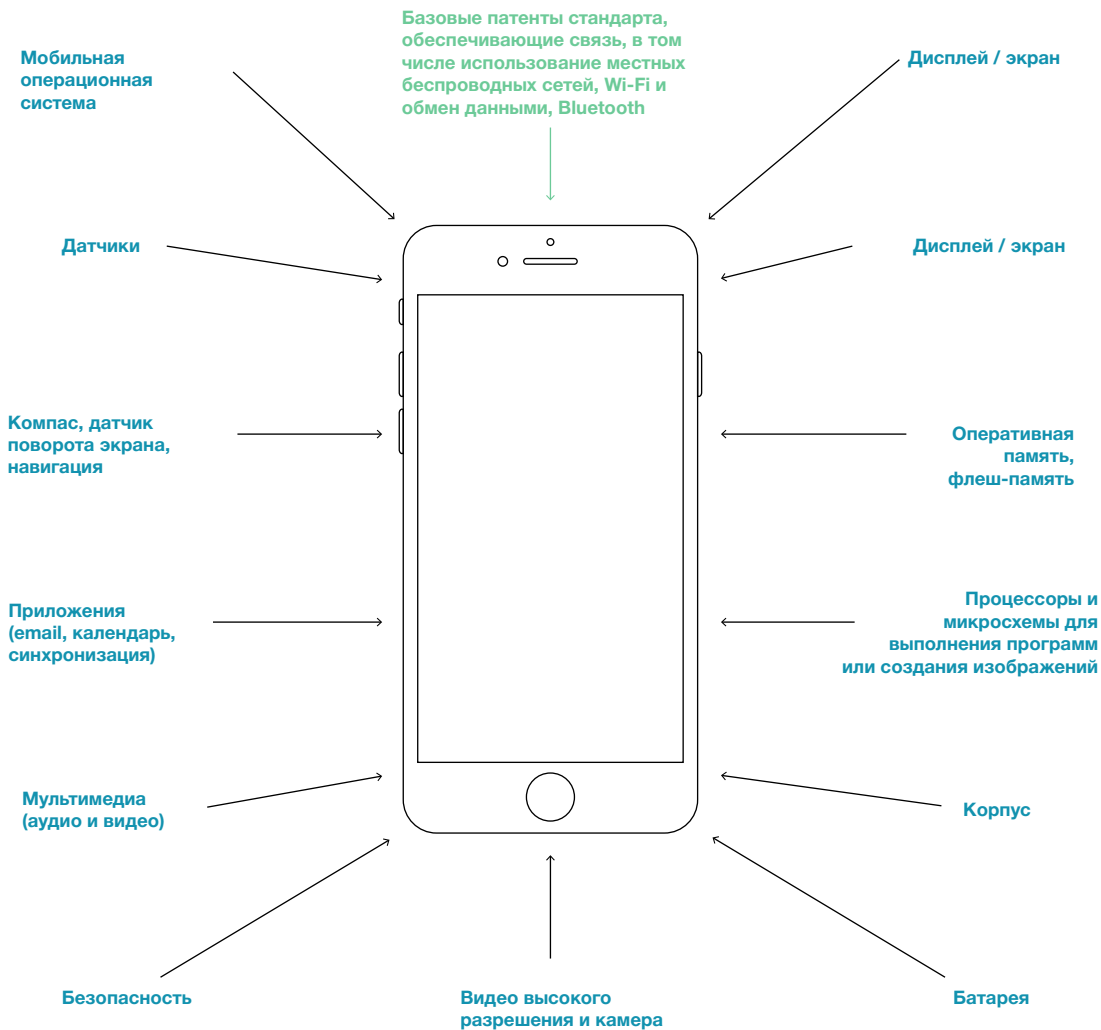 Базовые патенты стандарта,
обеспечивающие связь, в том
числе использование местных
беспроводных сетей, Wi-Fi и
обмен данными, Bluetooth
Мобильная
операционная
система
Дисплей / экран
Датчики
Дисплей / экран
Компас, датчик
поворота экрана,
навигация
Оперативная
память,
флеш-память
Приложения
(email, календарь,
синхронизация)
Процессоры и
микросхемы для
выполнения программ
или создания изображений
Мультимедиа
(аудио и видео)
Корпус
Безопасность
Видео высокого
разрешения и камера
Батарея